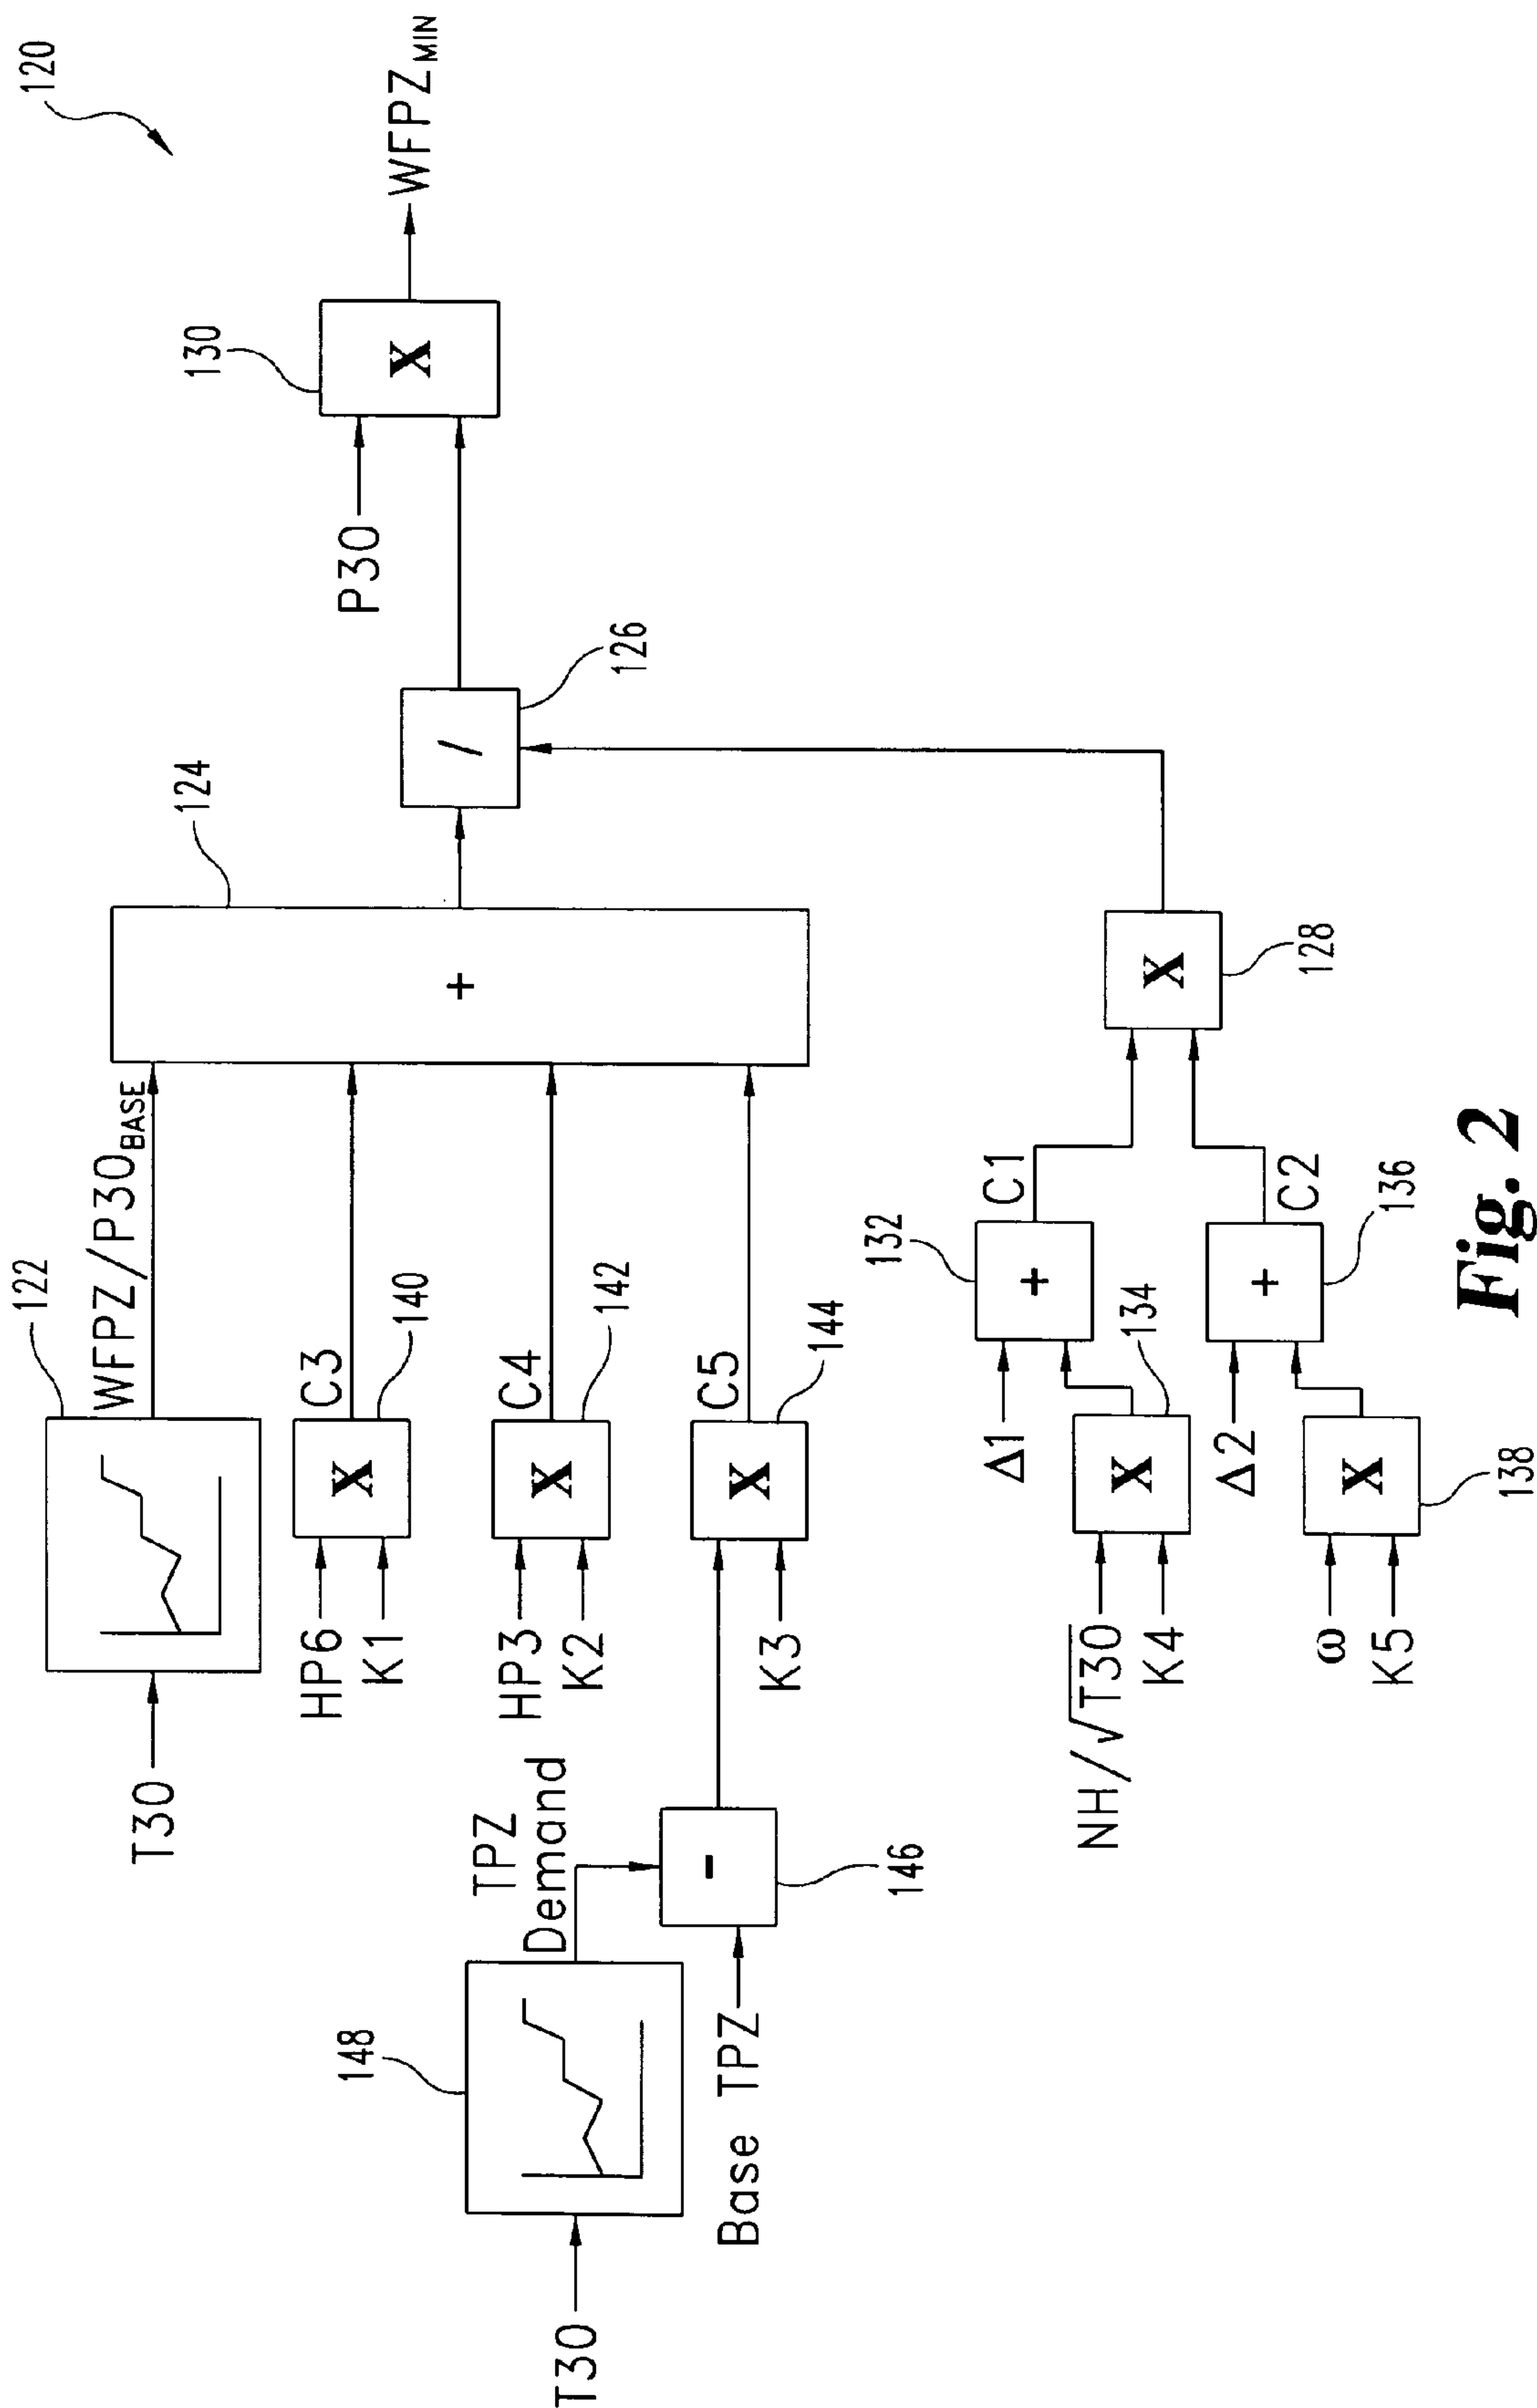 120
122
T30
WFPZ/P30BASE
124
130
P30
X
WFPZMIN
HP6
K1
X
C3
140
+
/
126
HP3
K2
X
C4
142
148
T30
TPZ
Demand
Base TPZ
-
146
K3
X
C5
144
NH/√T30
K4
X
134
Δ1
+
132
C1
X
128
ω
K5
X
138
Δ2
+
136
C2
Fig. 2